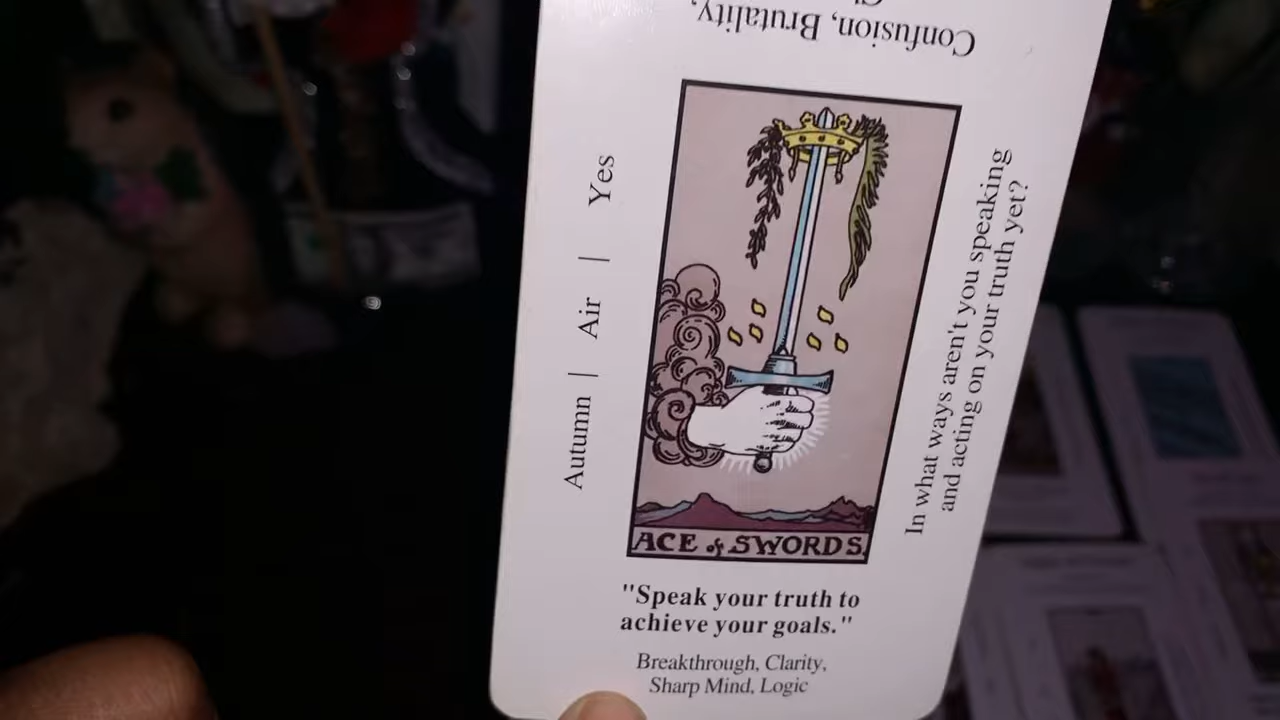 Confusion, Brutality,
Autumn | Air | Yes
In what ways aren't you speaking
and acting on your truth yet?
ACE of SWORDS.
"Speak your truth to
achieve your goals."
Breakthrough, Clarity,
Sharp Mind, Logic